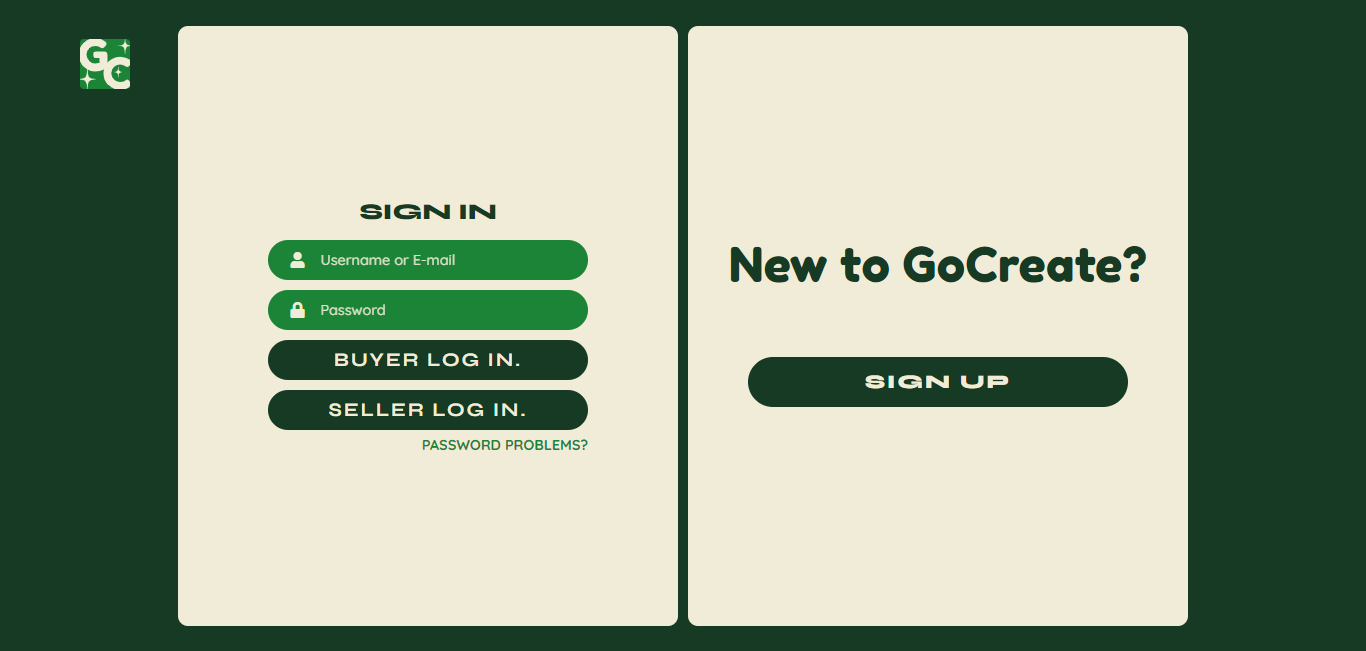 GC
SIGN IN
Username or E-mail
Password
BUYER LOG IN.
SELLER LOG IN.
PASSWORD PROBLEMS?
New to GoCreate?
SIGN UP